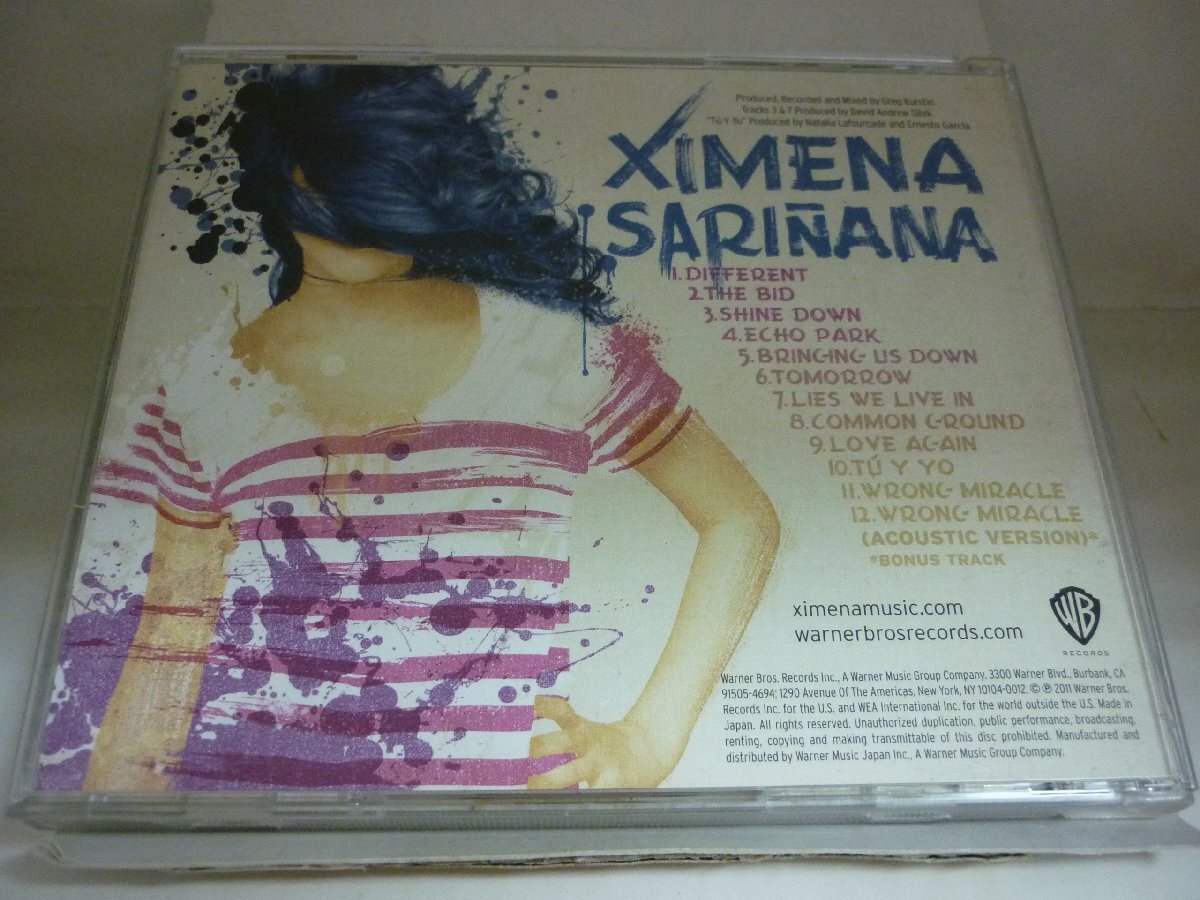 Produced, Recorded and Mixed by Greg Kurstin.
Tracks 3 & 7 Produced by David Andrew Sitek.
"Tú Y Yo" Produced by Natalia Lafourcade and Ernesto García
XIMENA
SARIÑANA
1. DIFFERENT
2. THE BID
3. SHINE DOWN
4. ECHO PARK
5. BRINGING US DOWN
6. TOMORROW
7. LIES WE LIVE IN
8. COMMON GROUND
9. LOVE AGAIN
10. TÚ Y YO
11. WRONG MIRACLE
12. WRONG MIRACLE
(ACOUSTIC VERSION)*
*BONUS TRACK
ximenamusic.com
warnerbrosrecords.com
WB
RECORDS
Warner Bros. Records Inc., A Warner Music Group Company, 3300 Warner Blvd., Burbank, CA
91505-4694; 1290 Avenue Of The Americas, New York, NY 10104-0012. © ℗ 2011 Warner Bros.
Records Inc. for the U.S. and WEA International Inc. for the world outside the U.S. Made in
Japan. All rights reserved. Unauthorized duplication, public performance, broadcasting,
renting, copying and making transmittable of this disc prohibited. Manufactured and
distributed by Warner Music Japan Inc., A Warner Music Group Company.